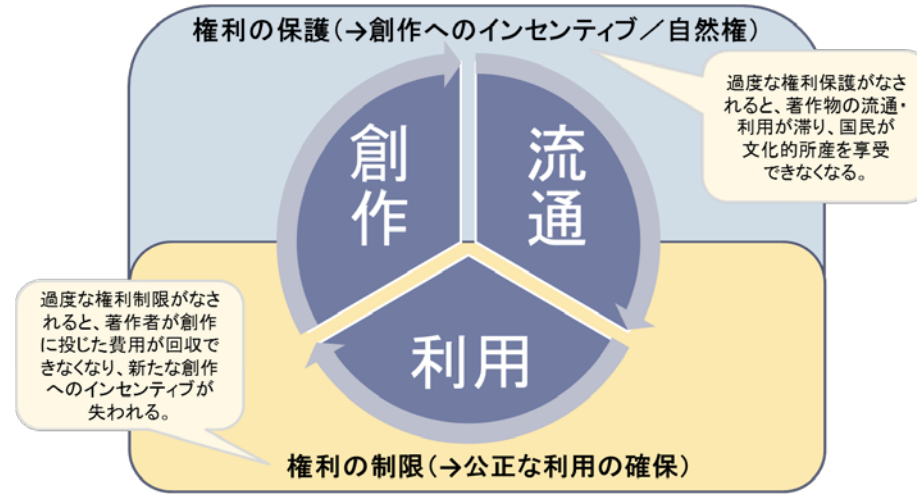 権利の保護(→創作へのインセンティブ／自然権)
過度な権利保護がなさ
れると、著作物の流通・
利用が滞り、国民が
文化的所産を享受
できなくなる。
創作
流通
利用
過度な権利制限がなさ
れると、著作者が創作
に投じた費用が回収で
きなくなり、新たな創作
へのインセンティブが
失われる。
権利の制限(→公正な利用の確保)